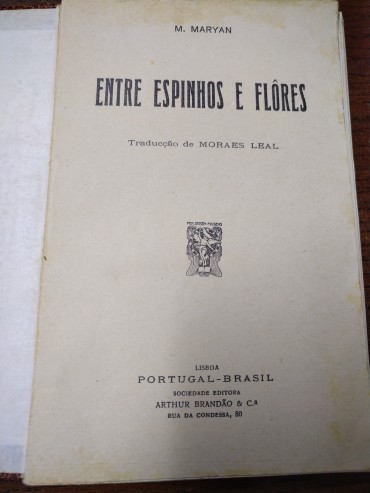 M. MARYAN
ENTRE ESPINHOS E FLÔRES
Traducção de MORAES LEAL
LISBOA
PORTUGAL-BRASIL
SOCIEDADE EDITORA
ARTHUR BRANDÃO & C.ª
RUA DA CONDESSA, 80